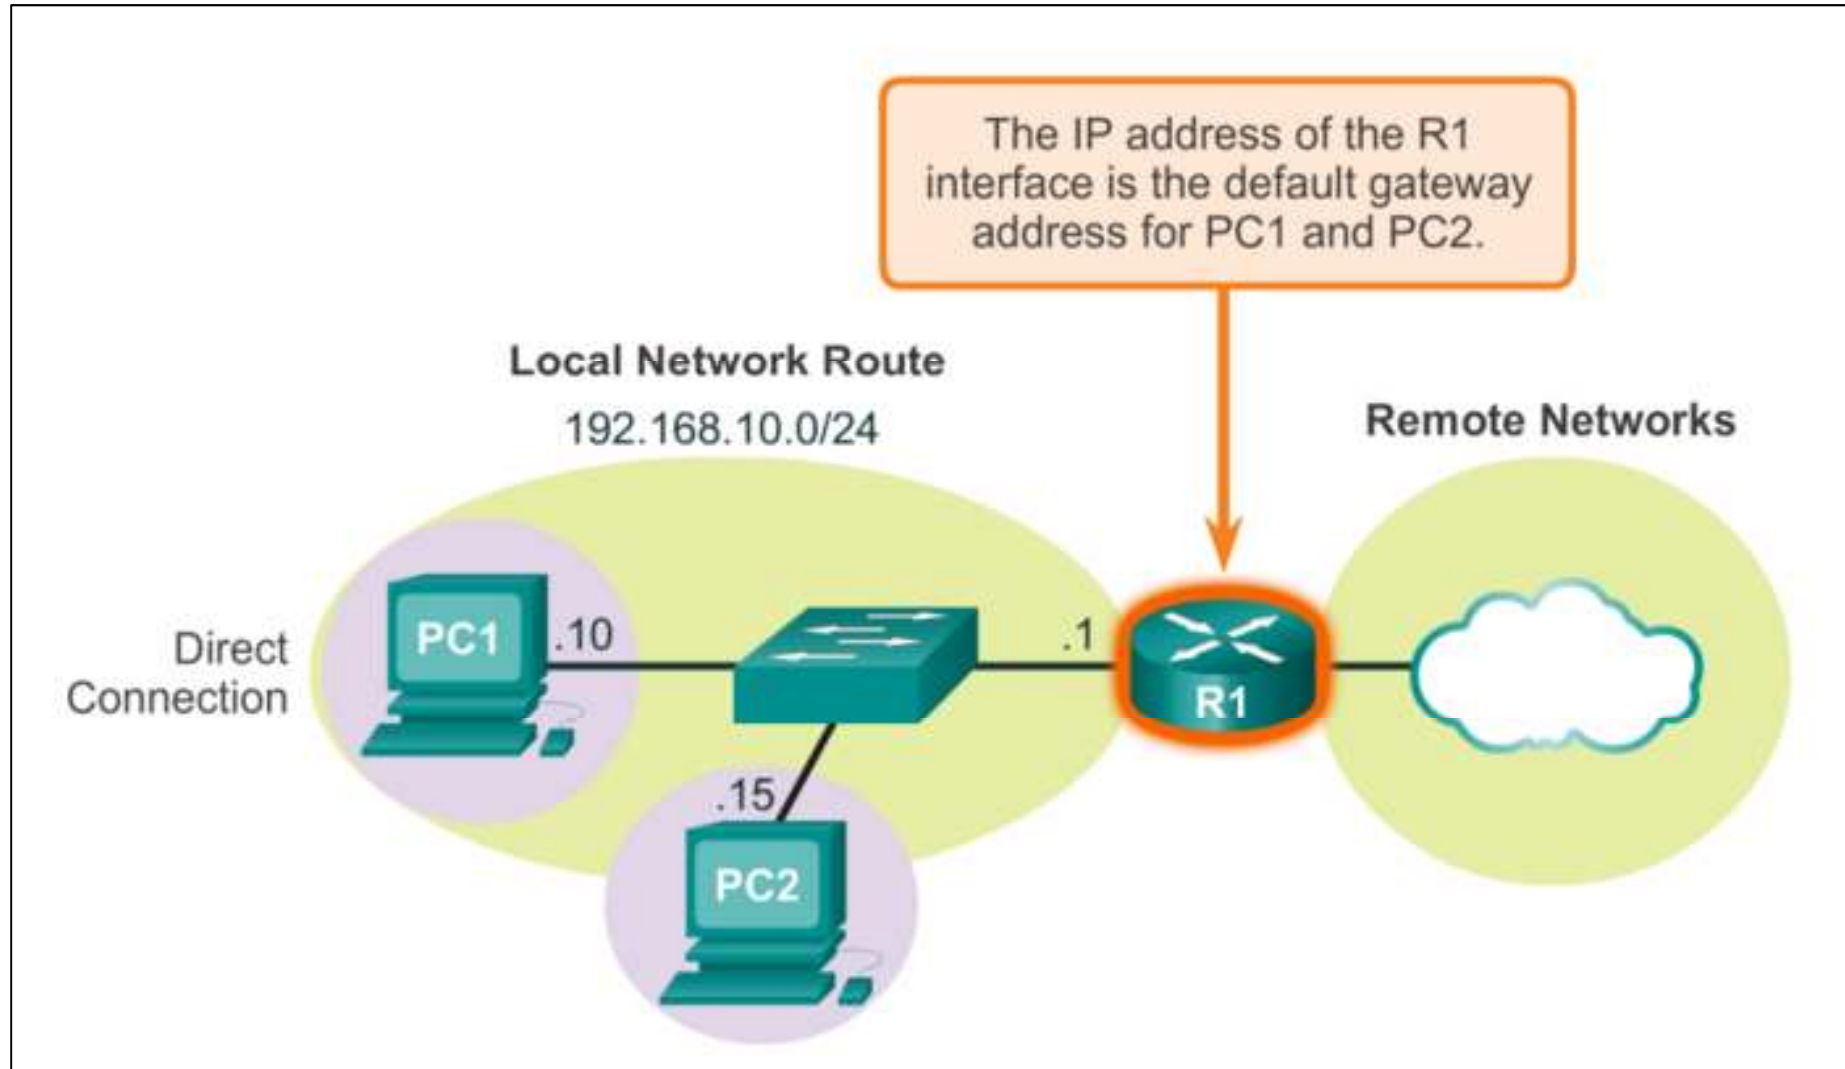 The IP address of the R1
interface is the default gateway
address for PC1 and PC2.
Local Network Route
192.168.10.0/24
Remote Networks
Direct
Connection
PC1
.10
.1
R1
.15
PC2